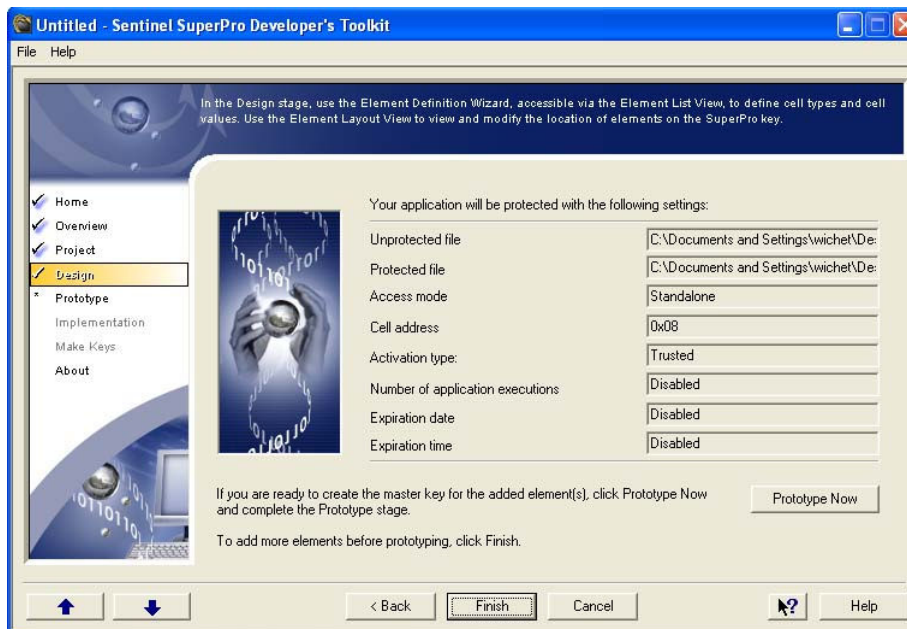 Untitled - Sentinel SuperPro Developer's Toolkit
File Help
In the Design stage, use the Element Definition Wizard, accessible via the Element List View, to define cell types and cell
values. Use the Element Layout View to view and modify the location of elements on the SuperPro key.
Home
Overview
Project
Design
* Prototype
Implementation
Make Keys
About
Your application will be protected with the following settings:
Unprotected file C:\Documents and Settings\wichet\De:
Protected file C:\Documents and Settings\wichet\De:
Access mode Standalone
Cell address 0x08
Activation type: Trusted
Number of application executions Disabled
Expiration date Disabled
Expiration time Disabled
If you are ready to create the master key for the added element(s), click Prototype Now
and complete the Prototype stage.
Prototype Now
To add more elements before prototyping, click Finish.
< Back Finish Cancel ? Help